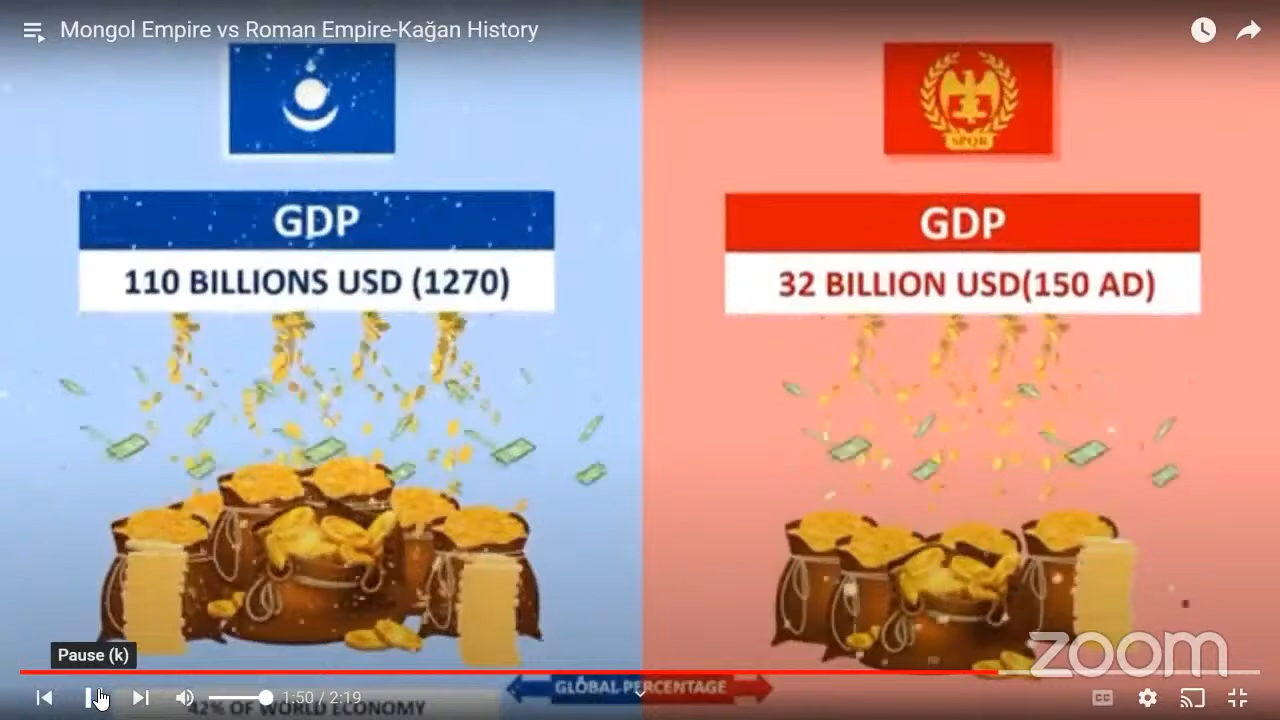 Mongol Empire vs Roman Empire-Kağan History
SPQR
GDP
110 BILLIONS USD (1270)
GDP
32 BILLION USD(150 AD)
Pause (k)
zoom
1:50 / 2:19
CC
GLOBAL PERCENTAGE
42% OF WORLD ECONOMY